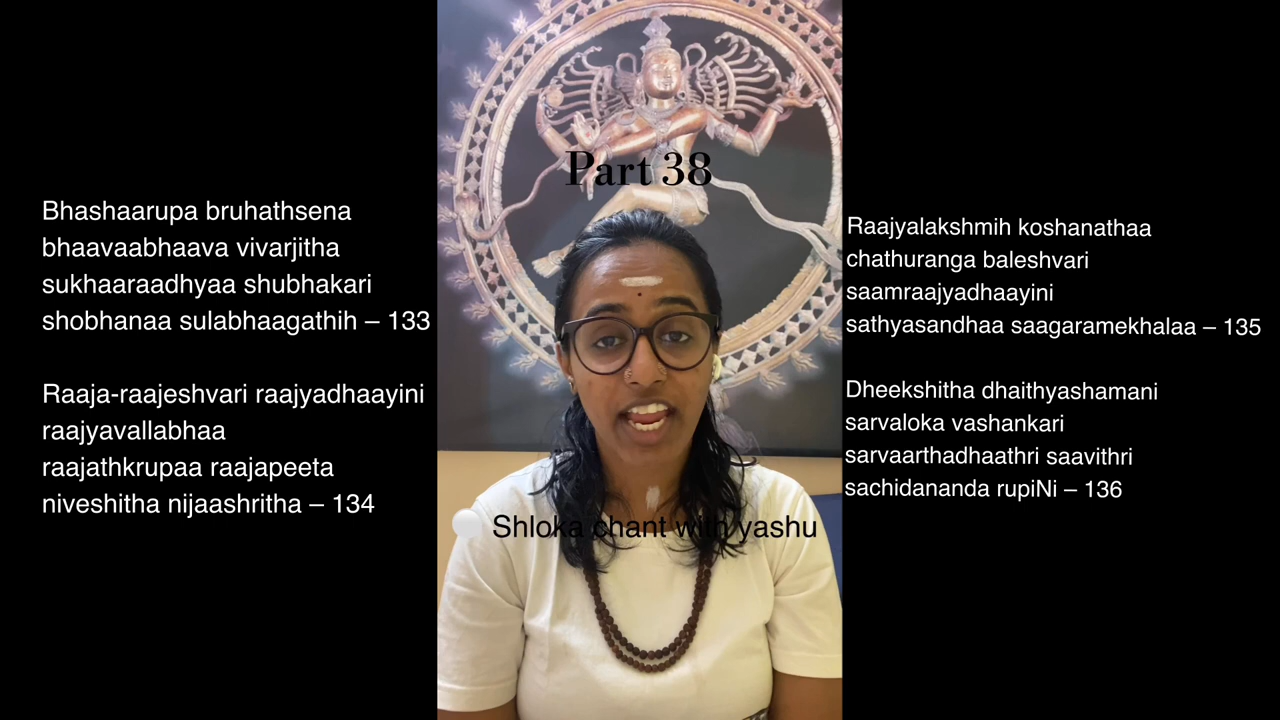 Part 38
Bhashaarupa bruhathsena
bhaavaabhaava vivarjitha
sukhaaraadhyaa shubhakari
shobhanaa sulabhaagathih – 133
Raaja-raajeshvari raajyadhaayini
raajyavallabhaa
raajathkrupaa raajapeeta
niveshitha nijaashritha – 134
Raajyalakshmih koshanathaa
chathuranga baleshvari
saamraajyadhaayini
sathyasandhaa saagaramekhalaa – 135
Dheekshitha dhaithyashamani
sarvaloka vashankari
sarvaarthadhaathri saavithri
sachidananda rupiNi – 136
Shloka chant with yashu